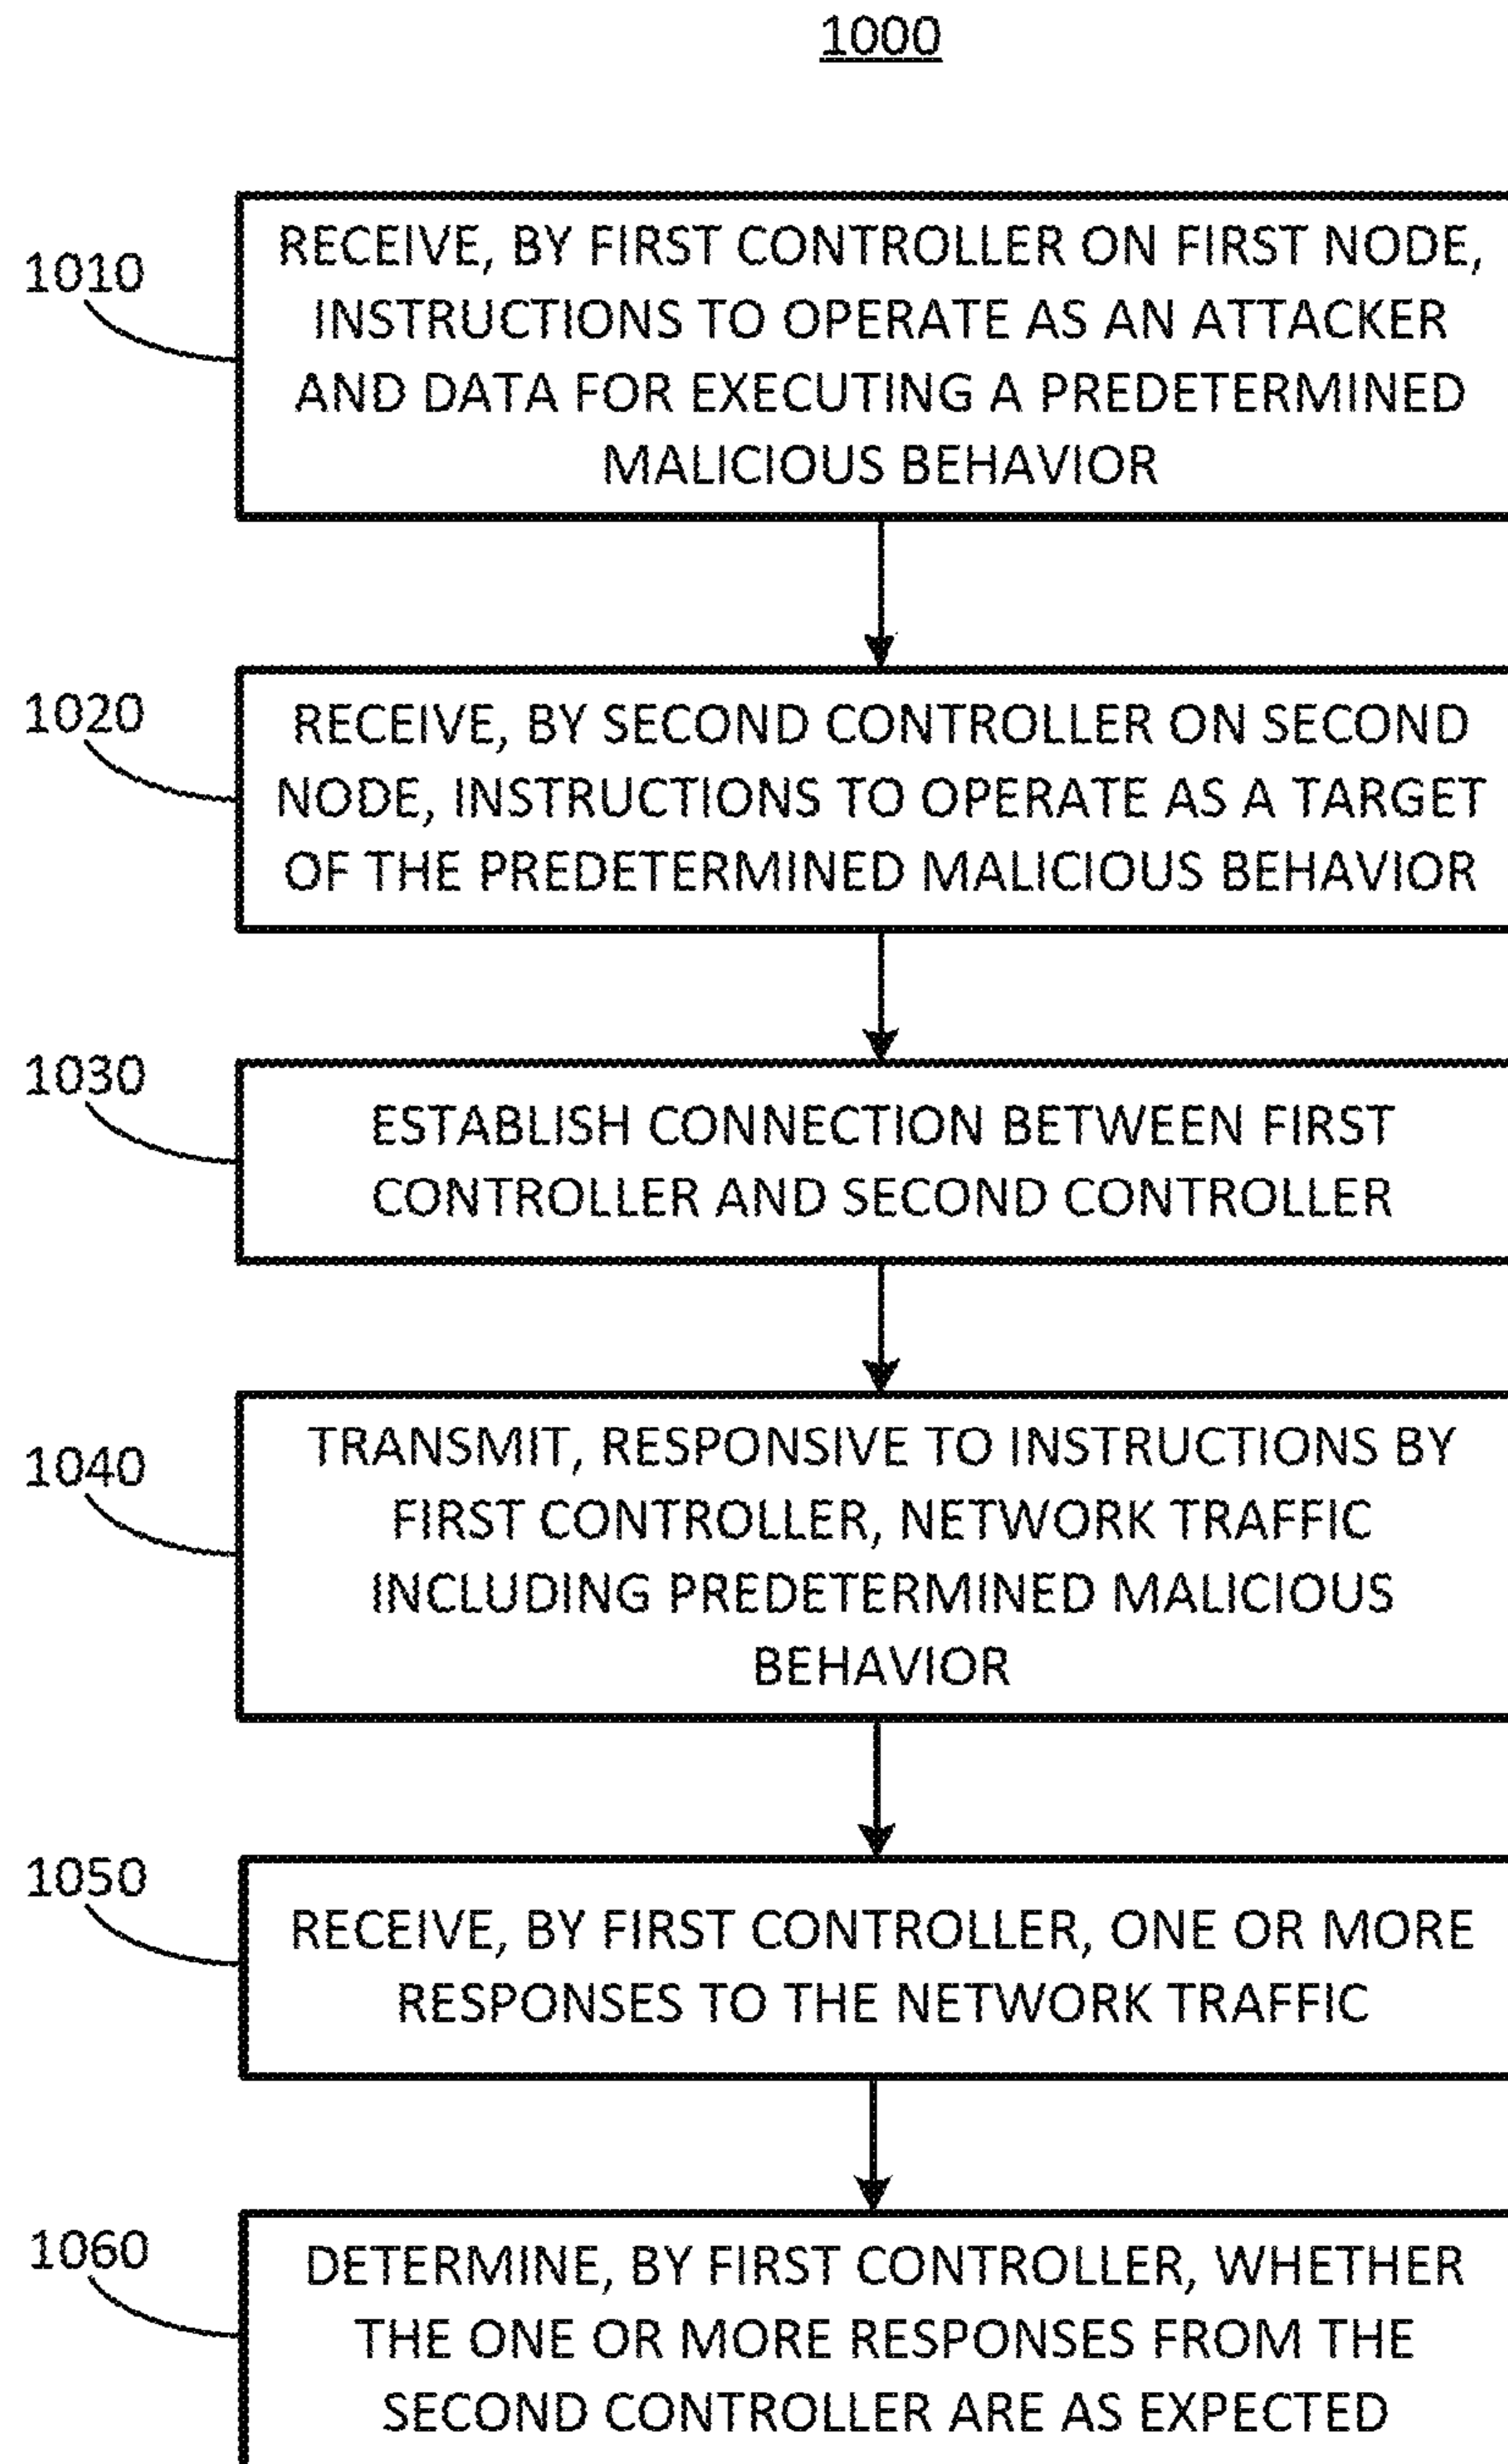 1000
1010
RECEIVE, BY FIRST CONTROLLER ON FIRST NODE,
INSTRUCTIONS TO OPERATE AS AN ATTACKER
AND DATA FOR EXECUTING A PREDETERMINED
MALICIOUS BEHAVIOR
1020
RECEIVE, BY SECOND CONTROLLER ON SECOND
NODE, INSTRUCTIONS TO OPERATE AS A TARGET
OF THE PREDETERMINED MALICIOUS BEHAVIOR
1030
ESTABLISH CONNECTION BETWEEN FIRST
CONTROLLER AND SECOND CONTROLLER
1040
TRANSMIT, RESPONSIVE TO INSTRUCTIONS BY
FIRST CONTROLLER, NETWORK TRAFFIC
INCLUDING PREDETERMINED MALICIOUS
BEHAVIOR
1050
RECEIVE, BY FIRST CONTROLLER, ONE OR MORE
RESPONSES TO THE NETWORK TRAFFIC
1060
DETERMINE, BY FIRST CONTROLLER, WHETHER
THE ONE OR MORE RESPONSES FROM THE
SECOND CONTROLLER ARE AS EXPECTED